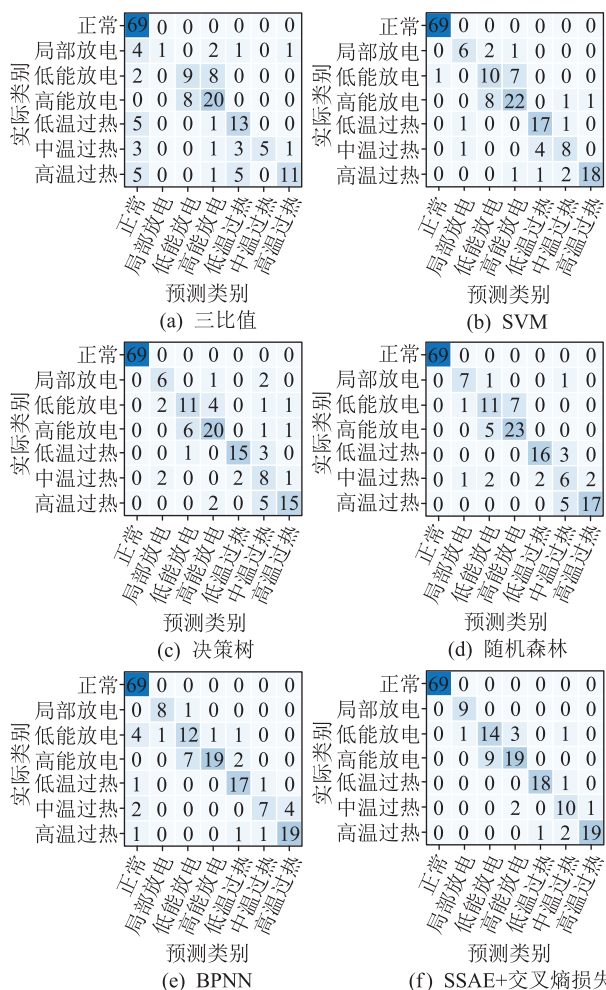 实际类别
正常 69 0 0 0 0 0 0
局部放电 4 1 0 2 1 0 1
低能放电 2 0 9 8 0 0 0
高能放电 0 0 8 20 0 0 0
低温过热 5 0 0 1 13 0 0
中温过热 3 0 0 1 3 5 1
高温过热 5 0 0 1 5 0 11
正常 局部放电 低能放电 高能放电 低温过热 中温过热 高温过热
预测类别
(a) 三比值
实际类别
正常 69 0 0 0 0 0 0
局部放电 0 6 2 1 0 0 0
低能放电 1 0 10 7 0 0 0
高能放电 0 0 8 22 0 1 1
低温过热 0 1 0 0 17 1 0
中温过热 0 1 0 0 4 8 0
高温过热 0 0 0 1 1 2 18
正常 局部放电 低能放电 高能放电 低温过热 中温过热 高温过热
预测类别
(b) SVM
实际类别
正常 69 0 0 0 0 0 0
局部放电 0 6 0 1 0 2 0
低能放电 0 2 11 4 0 1 1
高能放电 0 0 6 20 0 1 1
低温过热 0 0 1 0 15 3 0
中温过热 0 2 0 0 2 8 1
高温过热 0 0 0 2 0 5 15
正常 局部放电 低能放电 高能放电 低温过热 中温过热 高温过热
预测类别
(c) 决策树
实际类别
正常 69 0 0 0 0 0 0
局部放电 0 7 1 0 0 1 0
低能放电 0 1 11 7 0 0 0
高能放电 0 0 5 23 0 0 0
低温过热 0 0 0 0 16 3 0
中温过热 0 1 2 0 2 6 2
高温过热 0 0 0 0 0 5 17
正常 局部放电 低能放电 高能放电 低温过热 中温过热 高温过热
预测类别
(d) 随机森林
实际类别
正常 69 0 0 0 0 0 0
局部放电 0 8 1 0 0 0 0
低能放电 4 1 12 1 1 0 0
高能放电 0 0 7 19 2 0 0
低温过热 1 0 0 0 17 1 0
中温过热 2 0 0 0 0 7 4
高温过热 1 0 0 0 1 1 19
正常 局部放电 低能放电 高能放电 低温过热 中温过热 高温过热
预测类别
(e) BPNN
实际类别
正常 69 0 0 0 0 0 0
局部放电 0 9 0 0 0 0 0
低能放电 0 1 14 3 0 1 0
高能放电 0 0 9 19 0 0 0
低温过热 0 0 0 0 18 1 0
中温过热 0 0 0 2 0 10 1
高温过热 0 0 0 0 1 2 19
正常 局部放电 低能放电 高能放电 低温过热 中温过热 高温过热
预测类别
(f) SSAE+交叉熵损失